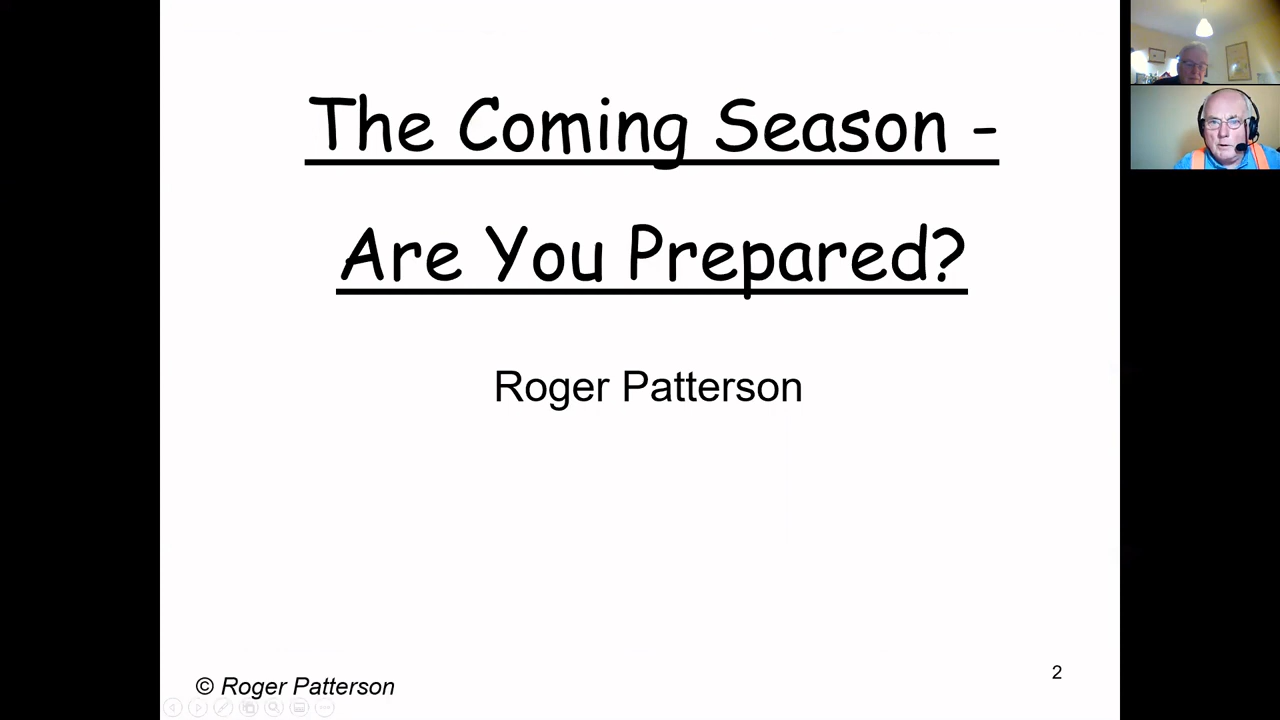 The Coming Season -
Are You Prepared?
Roger Patterson
© Roger Patterson
2